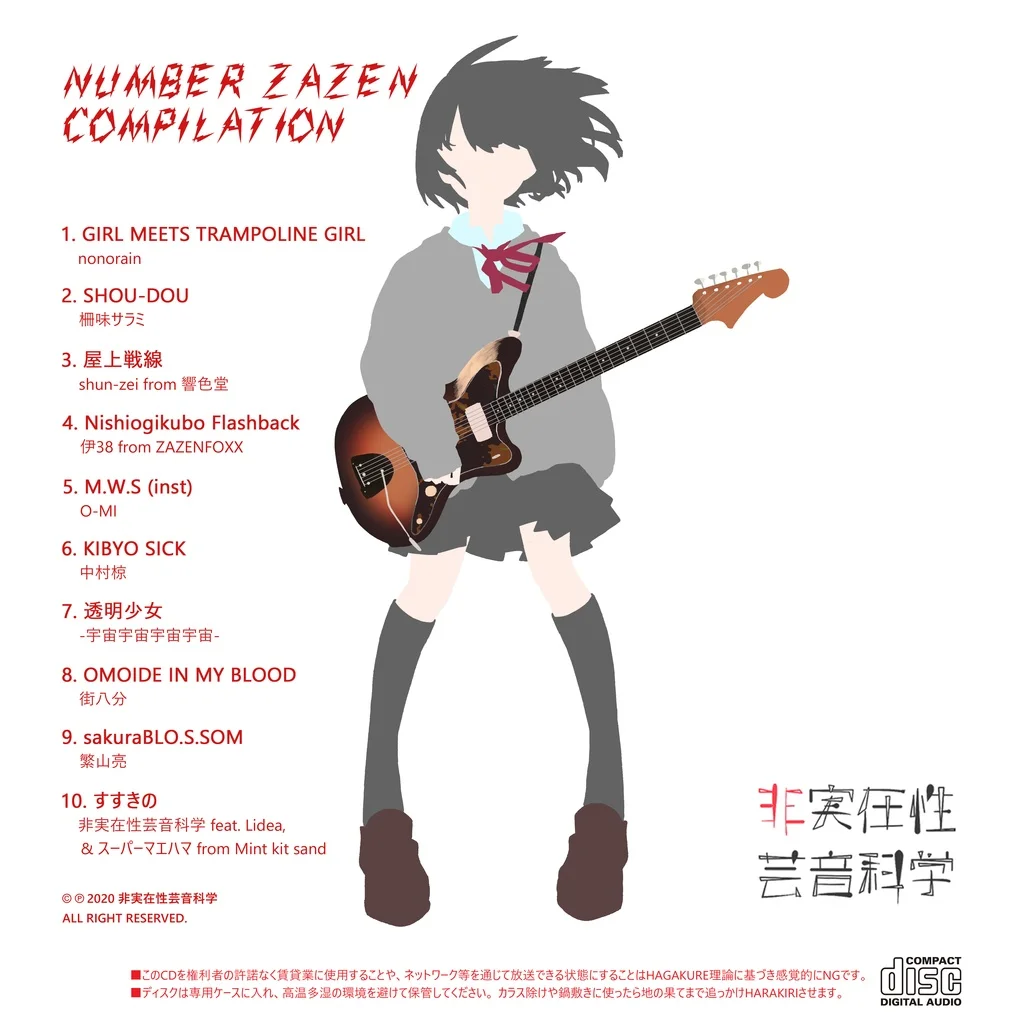 NUMBER ZAZEN
COMPILATION
1. GIRL MEETS TRAMPOLINE GIRL
nonorain
2. SHOU-DOU
柵味サラミ
3. 屋上戦線
shun-zei from 響色堂
4. Nishiogikubo Flashback
伊38 from ZAZENFOXX
5. M.W.S (inst)
O-MI
6. KIBYO SICK
中村椋
7. 透明少女
-宇宙宇宙宇宙宇宙-
8. OMOIDE IN MY BLOOD
街八分
9. sakuraBLO.S.SOM
繁山亮
10. すすきの
非実在性芸音科学 feat. Lidea,
& スーパーマエハマ from Mint kit sand
© ℗ 2020 非実在性芸音科学
ALL RIGHT RESERVED.
非実在性
芸音科学
■このCDを権利者の許諾なく賃貸業に使用することや、ネットワーク等を通じて放送できる状態にすることはHAGAKURE理論に基づき感覚的にNGです。
■ディスクは専用ケースに入れ、高温多湿の環境を避けて保管してください。カラス除けや鍋敷きに使ったら地の果てまで追っかけHARAKIRIさせます。
COMPACT
disc
DIGITAL AUDIO